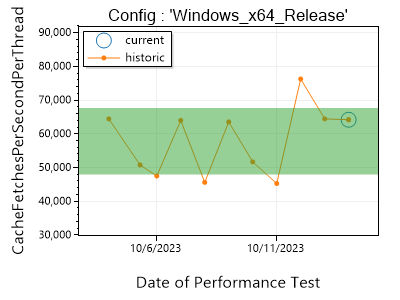 Config : 'Windows_x64_Release'
current
historic
CacheFetchesPerSecondPerThread
90,000
80,000
70,000
60,000
50,000
40,000
30,000
10/6/2023
10/11/2023
Date of Performance Test